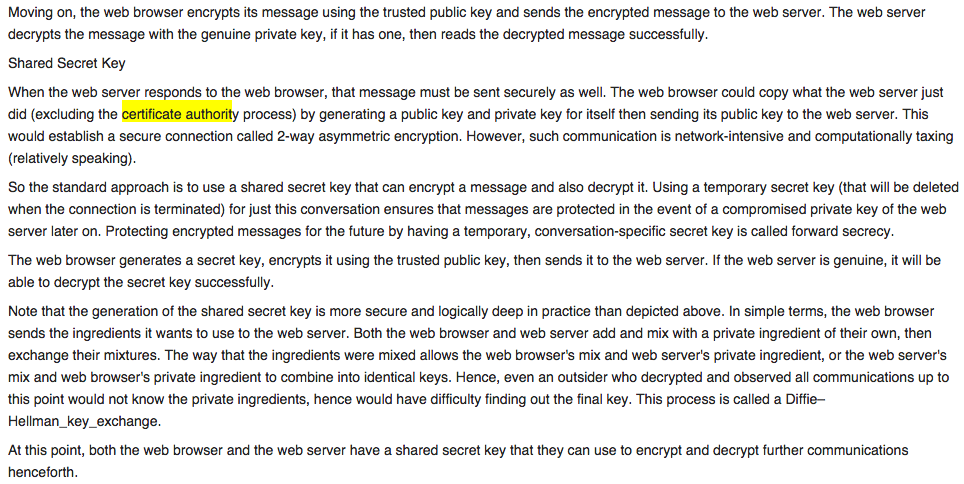 Moving on, the web browser encrypts its message using the trusted public key and sends the encrypted message to the web server. The web server
decrypts the message with the genuine private key, if it has one, then reads the decrypted message successfully.
Shared Secret Key
When the web server responds to the web browser, that message must be sent securely as well. The web browser could copy what the web server just
did (excluding the certificate authority process) by generating a public key and private key for itself then sending its public key to the web server. This
would establish a secure connection called 2-way asymmetric encryption. However, such communication is network-intensive and computationally taxing
(relatively speaking).
So the standard approach is to use a shared secret key that can encrypt a message and also decrypt it. Using a temporary secret key (that will be deleted
when the connection is terminated) for just this conversation ensures that messages are protected in the event of a compromised private key of the web
server later on. Protecting encrypted messages for the future by having a temporary, conversation-specific secret key is called forward secrecy.
The web browser generates a secret key, encrypts it using the trusted public key, then sends it to the web server. If the web server is genuine, it will be
able to decrypt the secret key successfully.
Note that the generation of the shared secret key is more secure and logically deep in practice than depicted above. In simple terms, the web browser
sends the ingredients it wants to use to the web server. Both the web browser and web server add and mix with a private ingredient of their own, then
exchange their mixtures. The way that the ingredients were mixed allows the web browser's mix and web server's private ingredient, or the web server's
mix and web browser's private ingredient to combine into identical keys. Hence, even an outsider who decrypted and observed all communications up to
this point would not know the private ingredients, hence would have difficulty finding out the final key. This process is called a Diffie–
Hellman_key_exchange.
At this point, both the web browser and the web server have a shared secret key that they can use to encrypt and decrypt further communications
henceforth.